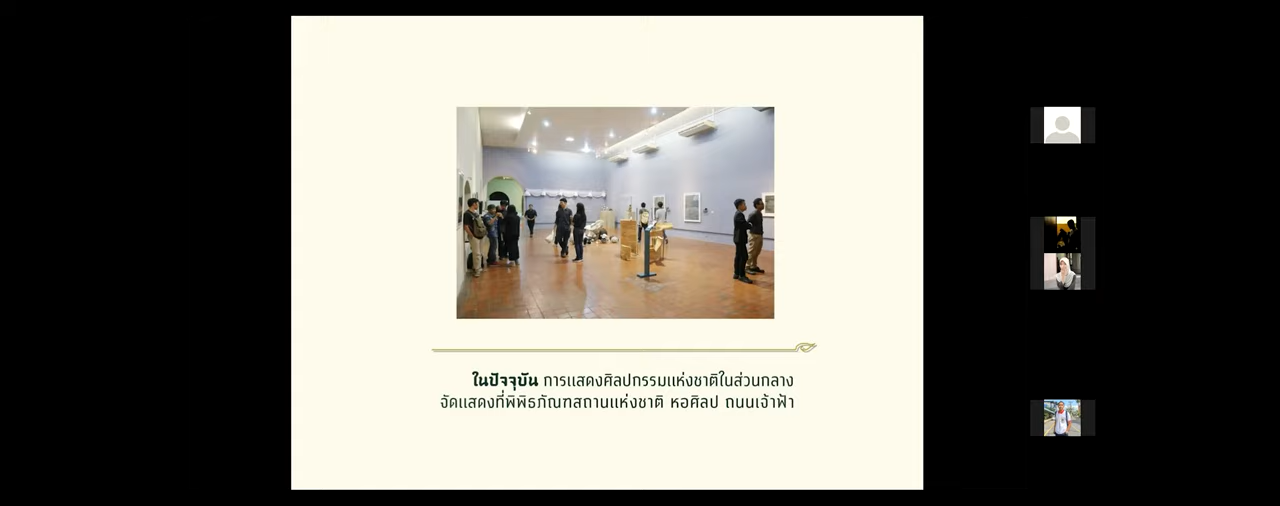 ในปัจจุบัน การแสดงศิลปกรรมแห่งชาติในส่วนกลาง
จัดแสดงที่พิพิธภัณฑสถานแห่งชาติ หอศิลป ถนนเจ้าฟ้า